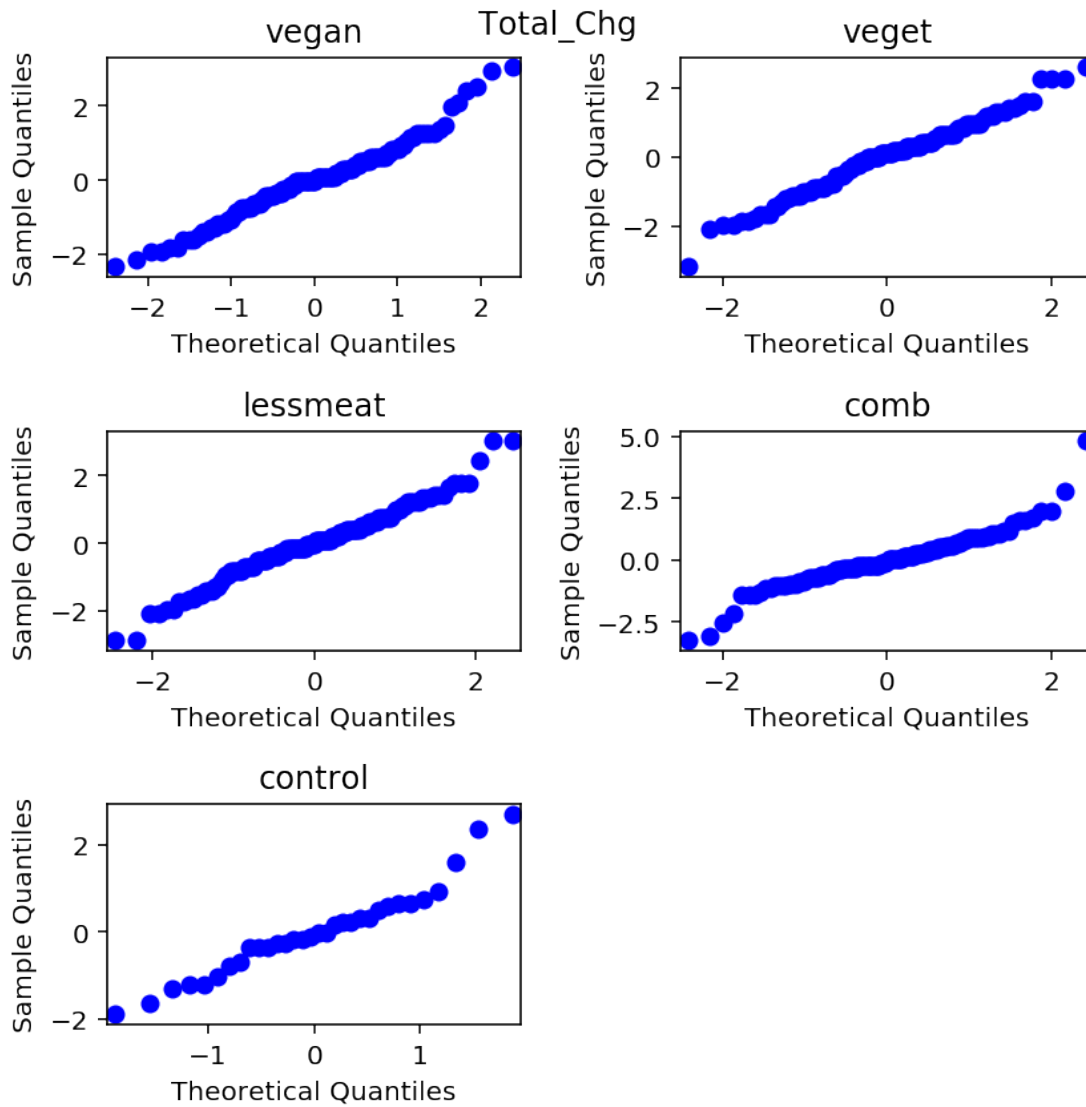 Total_Chg
vegan
Sample Quantiles
2
0
−2
−2
−1
0
1
2
Theoretical Quantiles
veget
Sample Quantiles
2
0
−2
−2
0
2
Theoretical Quantiles
lessmeat
Sample Quantiles
2
0
−2
−2
0
2
Theoretical Quantiles
comb
Sample Quantiles
5.0
2.5
0.0
−2.5
−2
0
2
Theoretical Quantiles
control
Sample Quantiles
2
0
−2
−1
0
1
Theoretical Quantiles